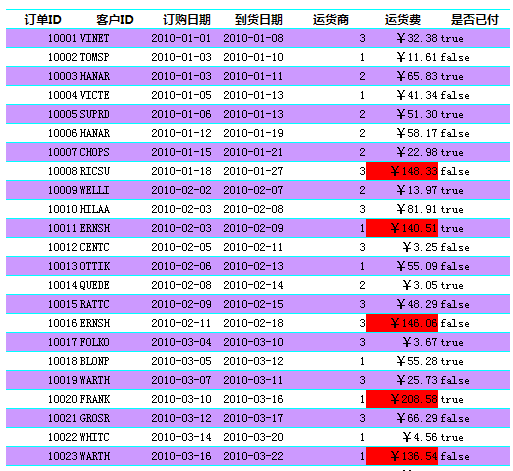 订单ID 客户ID 订购日期 到货日期 运货商 运货费 是否已付
10001 VINET 2010-01-01 2010-01-08 3 ￥32.38 true
10002 TOMSP 2010-01-03 2010-01-10 1 ￥11.61 false
10003 HANAR 2010-01-03 2010-01-11 2 ￥65.83 true
10004 VICTE 2010-01-05 2010-01-13 1 ￥41.34 false
10005 SUPRD 2010-01-06 2010-01-13 2 ￥51.30 true
10006 HANAR 2010-01-12 2010-01-19 2 ￥58.17 false
10007 CHOPS 2010-01-15 2010-01-21 2 ￥22.98 true
10008 RICSU 2010-01-18 2010-01-27 3 ￥148.33 false
10009 WELLI 2010-02-02 2010-02-07 2 ￥13.97 true
10010 HILAA 2010-02-03 2010-02-08 3 ￥81.91 true
10011 ERNSH 2010-02-03 2010-02-09 1 ￥140.51 true
10012 CENTC 2010-02-05 2010-02-11 3 ￥3.25 false
10013 OTTIK 2010-02-06 2010-02-13 1 ￥55.09 false
10014 QUEDE 2010-02-08 2010-02-14 2 ￥3.05 false
10015 RATTC 2010-02-09 2010-02-15 3 ￥48.29 false
10016 ERNSH 2010-02-11 2010-02-18 3 ￥146.06 false
10017 FOLKO 2010-03-04 2010-03-10 3 ￥3.67 true
10018 BLONP 2010-03-05 2010-03-12 1 ￥55.28 true
10019 WARTH 2010-03-07 2010-03-11 3 ￥25.73 false
10020 FRANK 2010-03-10 2010-03-16 1 ￥208.58 true
10021 GROSR 2010-03-12 2010-03-17 3 ￥66.29 false
10022 WHITC 2010-03-14 2010-03-20 1 ￥4.56 true
10023 WARTH 2010-03-16 2010-03-22 1 ￥136.54 false